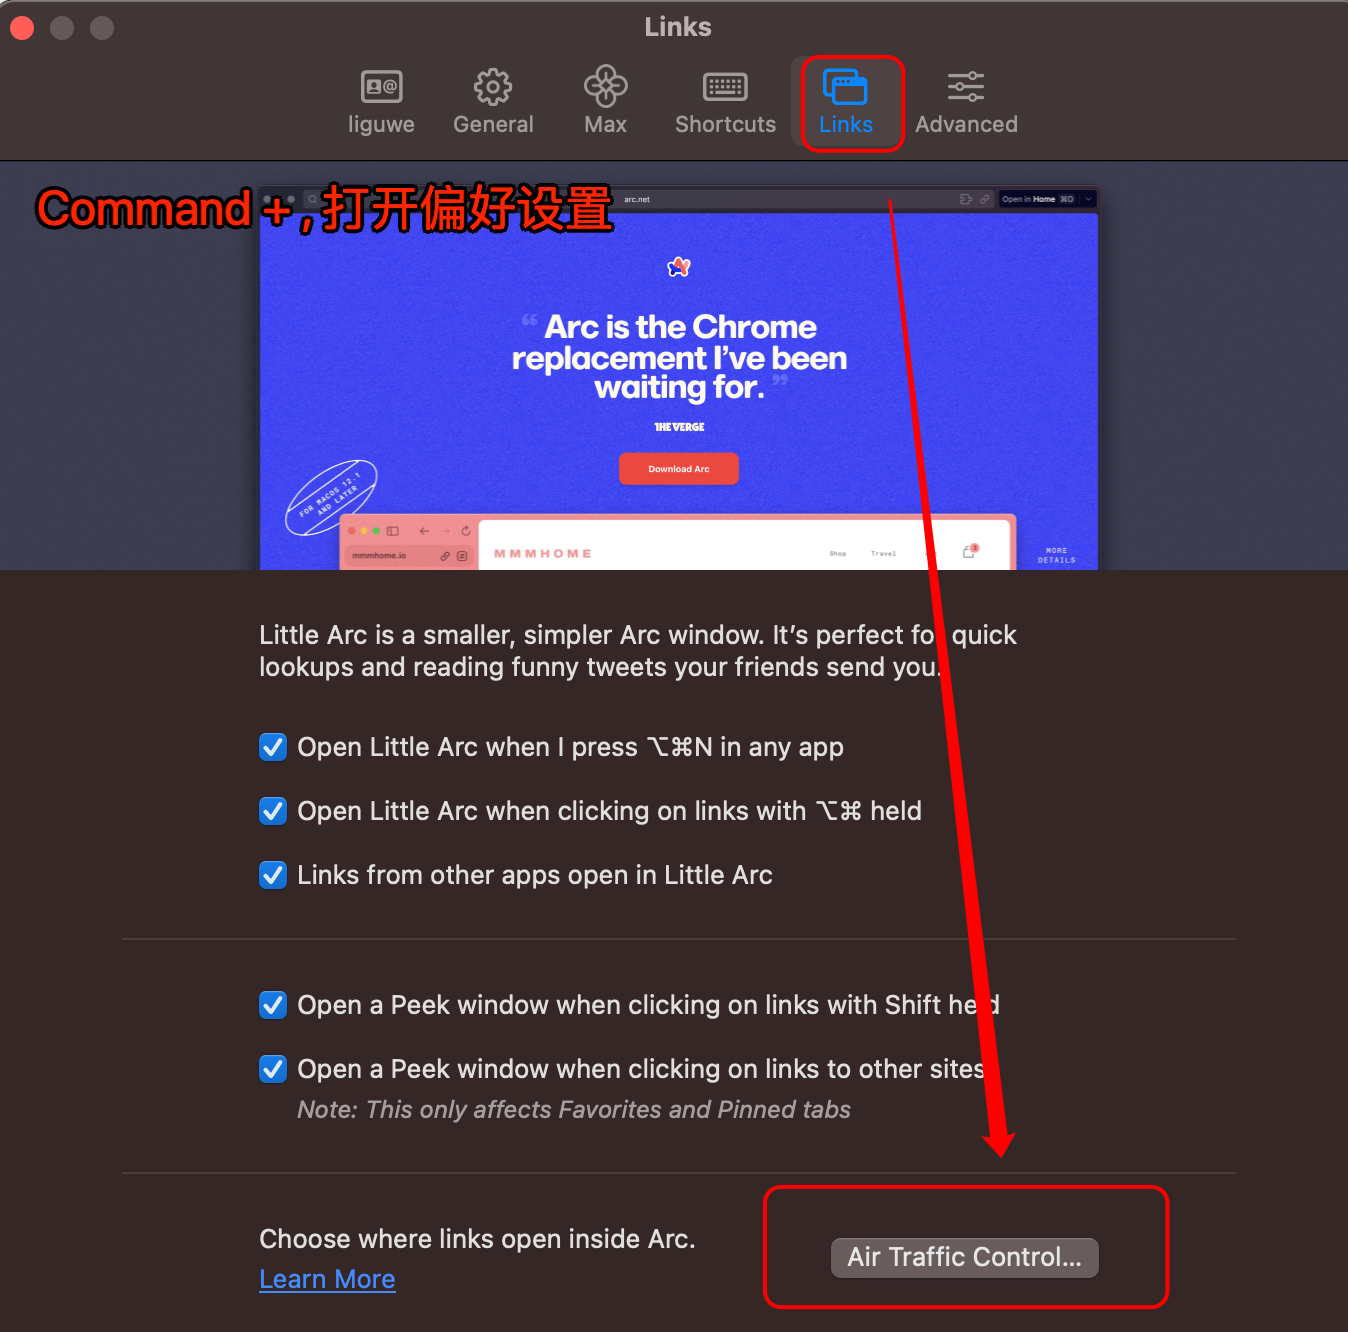 Links
liguwe
General
Max
Shortcuts
Links
Advanced
Command + , 打开偏好设置
arc.net
Open in Home ⌘O
“ Arc is the Chrome
replacement I’ve been
waiting for. ”
THE VERGE
Download Arc
FOR MACOS 12.1
AND LATER
mmmhome.io
MMMHOME
Shop
Travel
3
MORE
DETAILS
Little Arc is a smaller, simpler Arc window. It’s perfect for quick
lookups and reading funny tweets your friends send you.
Open Little Arc when I press ⌥⌘N in any app
Open Little Arc when clicking on links with ⌥⌘ held
Links from other apps open in Little Arc
Open a Peek window when clicking on links with Shift held
Open a Peek window when clicking on links to other sites
Note: This only affects Favorites and Pinned tabs
Choose where links open inside Arc.
Air Traffic Control...
Learn More